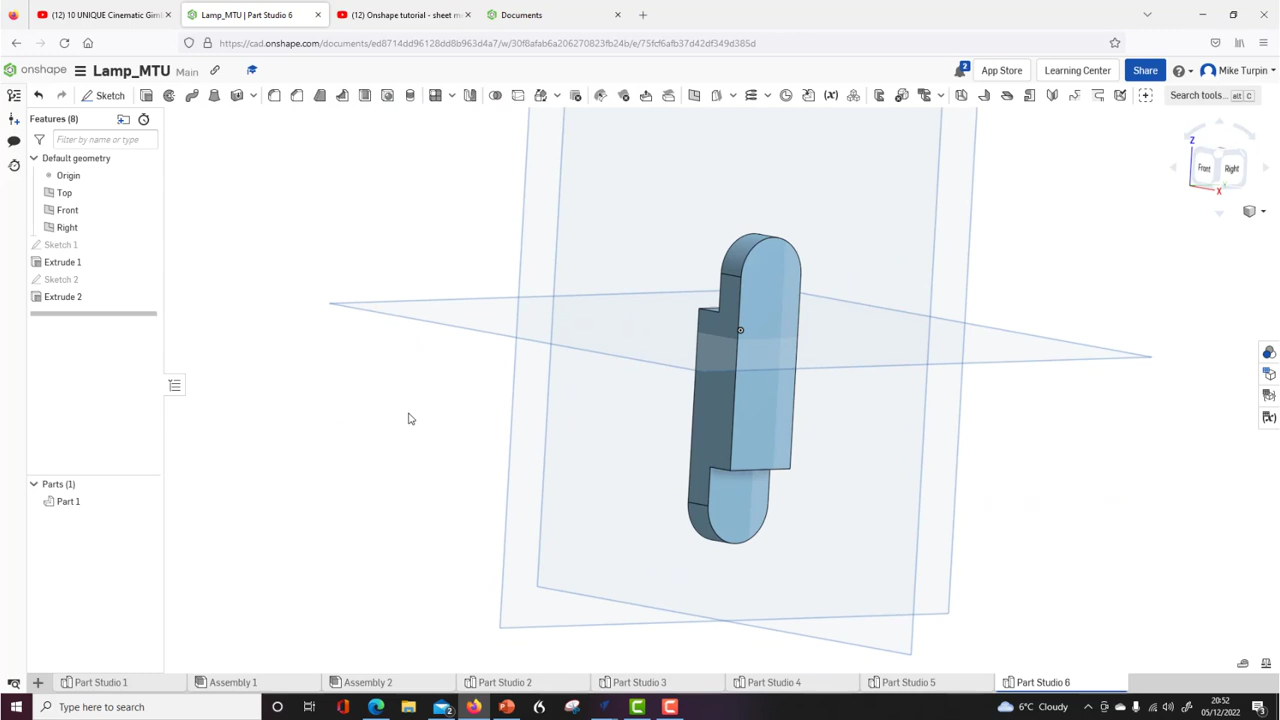 (12) 10 UNIQUE Cinematic Giml
Lamp_MTU | Part Studio 6
(12) Onshape tutorial - sheet m
Documents
https://cad.onshape.com/documents/ed8714dd96128dd8b963d4a7/w/30f8afab6a206270823fb24b/e/75fcf6afb37d42df349d385d
onshape
Lamp_MTU
Main
2
App Store
Learning Center
Share
Mike Turpin
Sketch
Search tools...
alt C
Features (8)
Filter by name or type
Default geometry
Origin
Top
Front
Right
Sketch 1
Extrude 1
Sketch 2
Extrude 2
Parts (1)
Part 1
Z
Front
Right
X
Part Studio 1
Assembly 1
Assembly 2
Part Studio 2
Part Studio 3
Part Studio 4
Part Studio 5
Part Studio 6
Type here to search
6°C Cloudy
20:52
05/12/2022